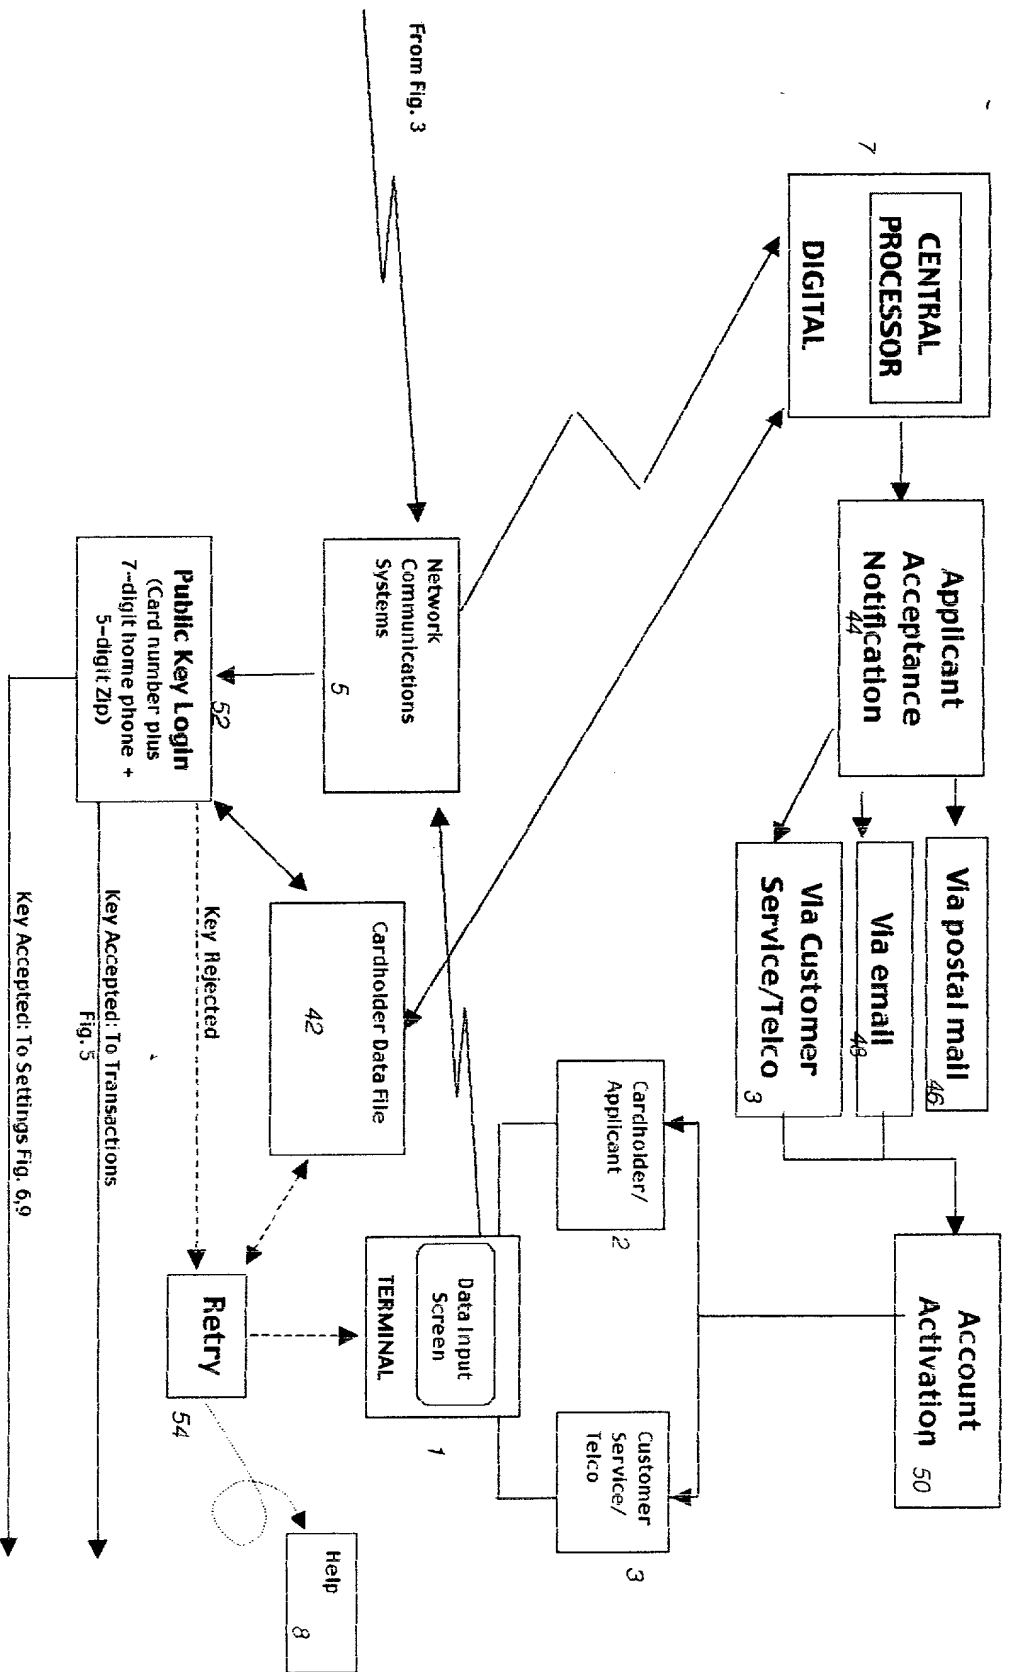 7
CENTRAL
PROCESSOR
DIGITAL
Applicant
Acceptance
Notification
44
Via postal mail
46
Via email
48
Via Customer
Service/Telco
3
Account
Activation
50
From Fig. 3
Network
Communications
Systems
5
Cardholder/
Applicant
2
Customer
Service/
Telco
3
Data Input
Screen
TERMINAL
1
Public Key Login
(Card number plus
7-digit home phone +
5-digit Zip)
52
Cardholder Data File
42
Key Rejected
Retry
54
Help
8
Key Accepted: To Transactions
Fig. 5
Key Accepted: To Settings Fig. 6,9